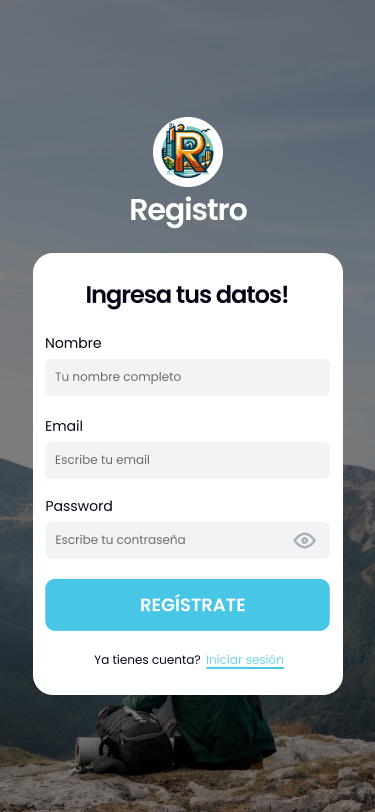 R
Registro
Ingresa tus datos!
Nombre
Tu nombre completo
Email
Escribe tu email
Password
Escribe tu contraseña
REGÍSTRATE
Ya tienes cuenta? Iniciar sesión